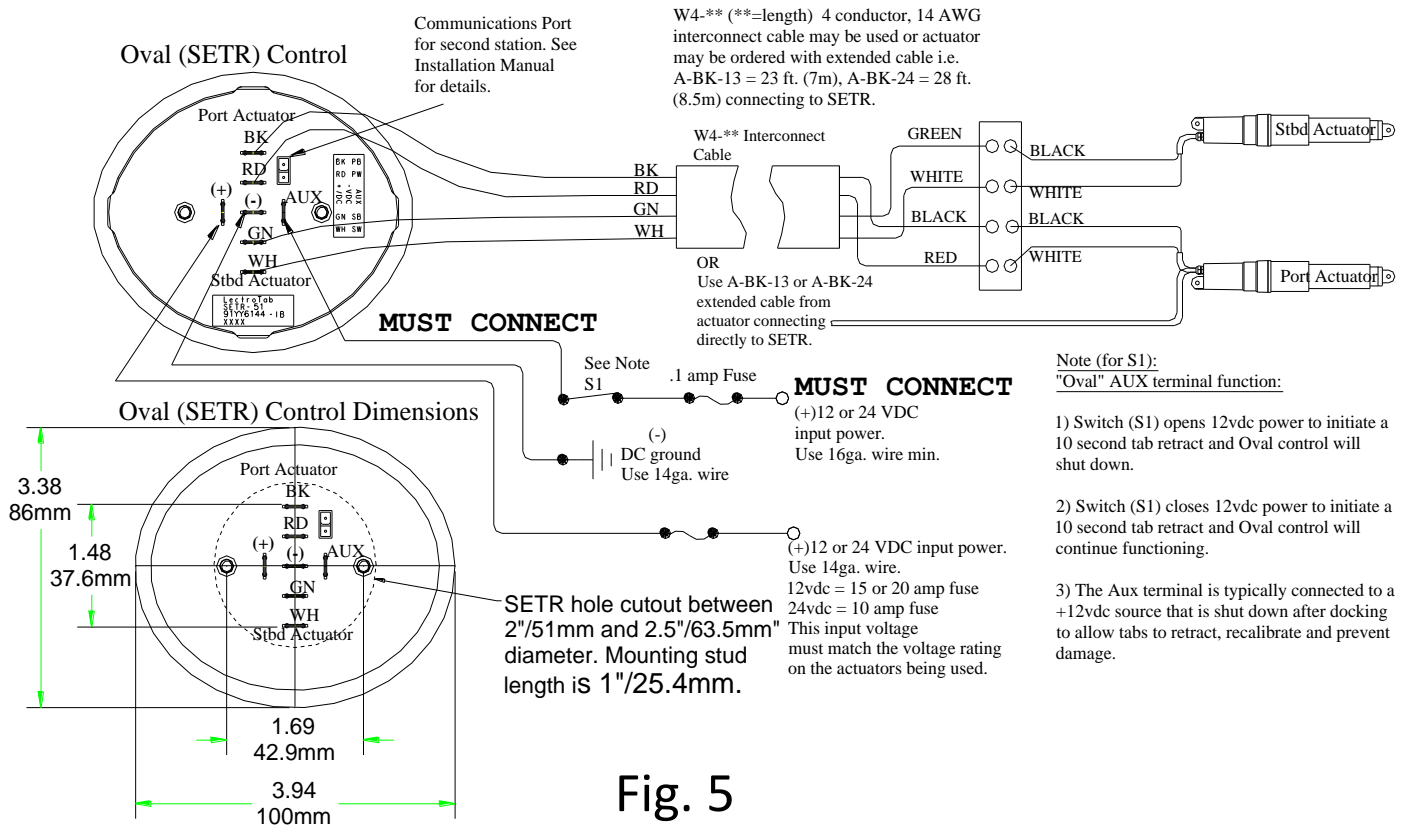 Oval (SETR) Control
Communications Port
for second station. See
Installation Manual
for details.
W4-** (**=length)  4 conductor, 14 AWG
interconnect cable may be used or actuator
may be ordered with extended cable i.e.
A-BK-13 = 23 ft. (7m), A-BK-24 = 28 ft.
(8.5m) connecting to SETR.
Port Actuator
BK
RD
(+)
(-)
AUX
GN
WH
Stbd Actuator
BK PB
RD PW
+DC
-VDC
AUX
GN SB
WH SW
LectroTab
SETR-51
91YY6144 -IB
XXXX
BK
RD
GN
WH
W4-** Interconnect
Cable
GREEN
WHITE
BLACK
RED
BLACK
WHITE
BLACK
WHITE
Stbd Actuator
Port Actuator
OR
Use A-BK-13 or A-BK-24
extended cable from
actuator connecting
directly to SETR.
MUST CONNECT
See Note
S1
.1 amp Fuse
MUST CONNECT
(+)12 or 24 VDC
input power.
Use 16ga. wire min.
(-)
DC ground
Use 14ga. wire
(+)12 or 24 VDC input power.
Use 14ga. wire.
12vdc = 15 or 20 amp fuse
24vdc = 10 amp fuse
This input voltage
must match the voltage rating
on the actuators being used.
Note (for S1):
"Oval" AUX terminal function:
1) Switch (S1) opens 12vdc power to initiate a
10 second tab retract and Oval control will
shut down.
2) Switch (S1) closes 12vdc power to initiate a
10 second tab retract and Oval control will
continue functioning.
3) The Aux terminal is typically connected to a
+12vdc source that is shut down after docking
to allow tabs to retract, recalibrate and prevent
damage.
Oval (SETR) Control Dimensions
Port Actuator
BK
RD
(+)
(-)
AUX
GN
WH
Stbd Actuator
3.38
86mm
1.48
37.6mm
SETR hole cutout between
2"/51mm and 2.5"/63.5mm"
diameter. Mounting stud
length is 1"/25.4mm.
1.69
42.9mm
3.94
100mm
Fig. 5